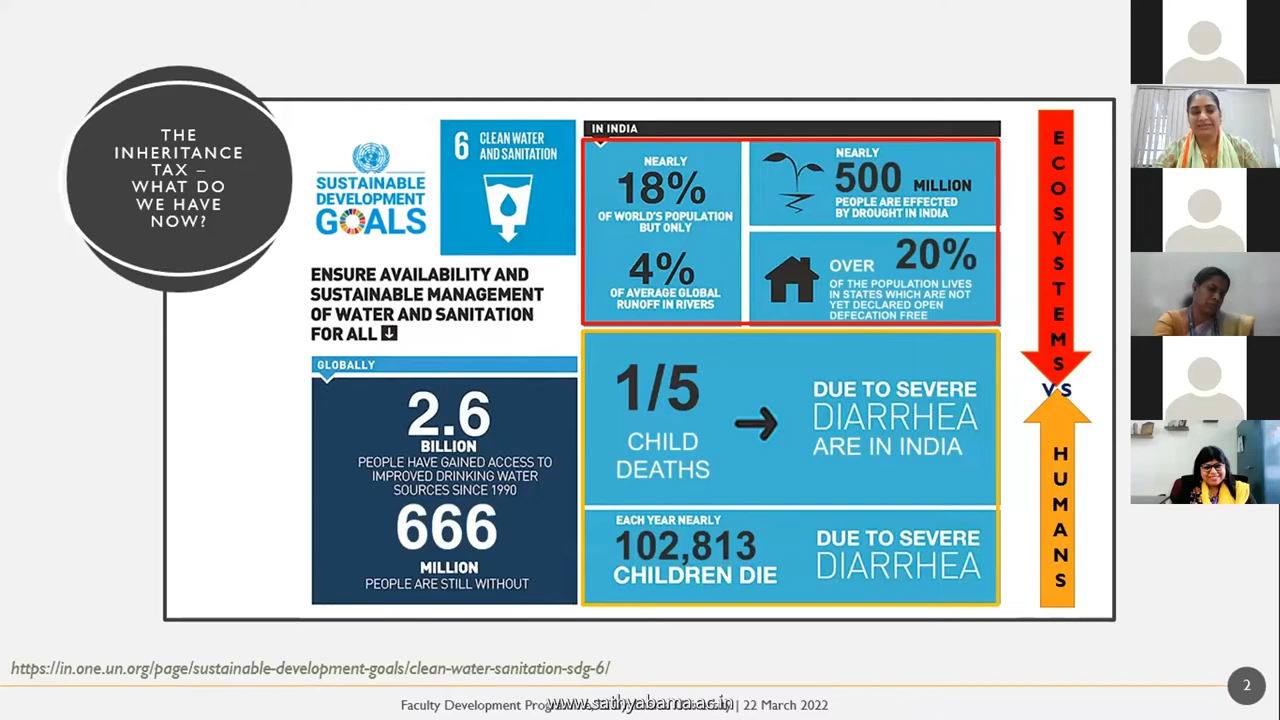 THE
INHERITANCE
TAX –
WHAT DO
WE HAVE
NOW?
SUSTAINABLE
DEVELOPMENT
GOALS
6 CLEAN WATER
AND SANITATION
ENSURE AVAILABILITY AND
SUSTAINABLE MANAGEMENT
OF WATER AND SANITATION
FOR ALL
GLOBALLY
2.6
BILLION
PEOPLE HAVE GAINED ACCESS TO
IMPROVED DRINKING WATER
SOURCES SINCE 1990
666
MILLION
PEOPLE ARE STILL WITHOUT
IN INDIA
NEARLY
18%
OF WORLD'S POPULATION
BUT ONLY
4%
OF AVERAGE GLOBAL
RUNOFF IN RIVERS
NEARLY
500 MILLION
PEOPLE ARE EFFECTED
BY DROUGHT IN INDIA
OVER 20%
OF THE POPULATION LIVES
IN STATES WHICH ARE NOT
YET DECLARED OPEN
DEFECATION FREE
1/5
CHILD
DEATHS
DUE TO SEVERE
DIARRHEA
ARE IN INDIA
EACH YEAR NEARLY
102,813
CHILDREN DIE
DUE TO SEVERE
DIARRHEA
ECOSYSTEMS
VS
HUMANS
https://in.one.un.org/page/sustainable-development-goals/clean-water-sanitation-sdg-6/
2
Faculty Development | 22 March 2022
www.sathyabama.ac.in